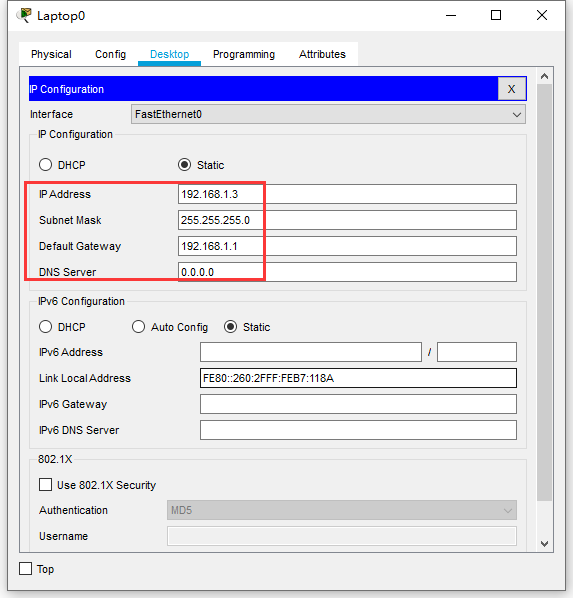 Laptop0
Physical Config Desktop Programming Attributes
IP Configuration X
Interface FastEthernet0
IP Configuration
DHCP Static
IP Address 192.168.1.3
Subnet Mask 255.255.255.0
Default Gateway 192.168.1.1
DNS Server 0.0.0.0
IPv6 Configuration
DHCP Auto Config Static
IPv6 Address /
Link Local Address FE80::260:2FFF:FEB7:118A
IPv6 Gateway
IPv6 DNS Server
802.1X
Use 802.1X Security
Authentication MD5
Username
Top